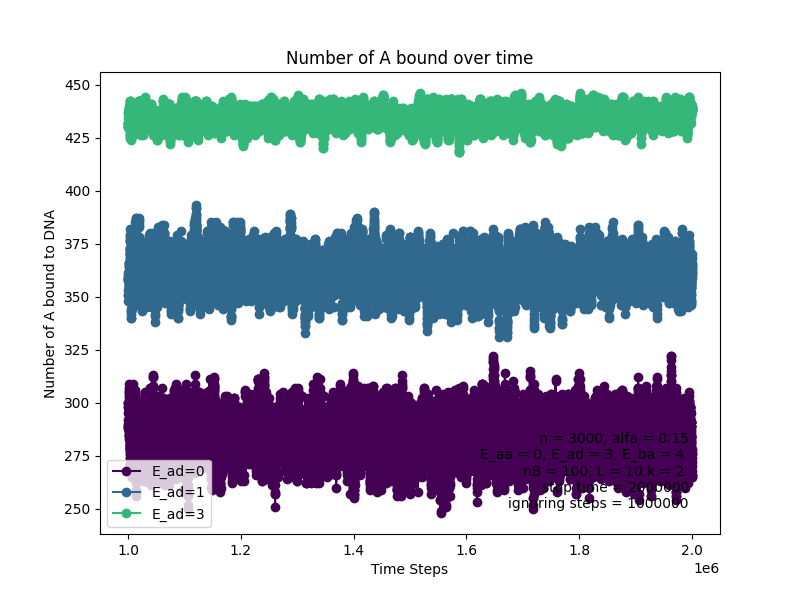 Number of A bound over time
Number of A bound to DNA
450
425
400
375
350
325
300
275
250
n = 3000, alfa = 0.15
E_aa = 0, E_ad = 3, E_ba = 4
nB = 100, L = 10,k = 2
stop time = 2000000
ignoring steps = 1000000
E_ad=0
E_ad=1
E_ad=3
1.0
1.2
1.4
1.6
1.8
2.0
1e6
Time Steps